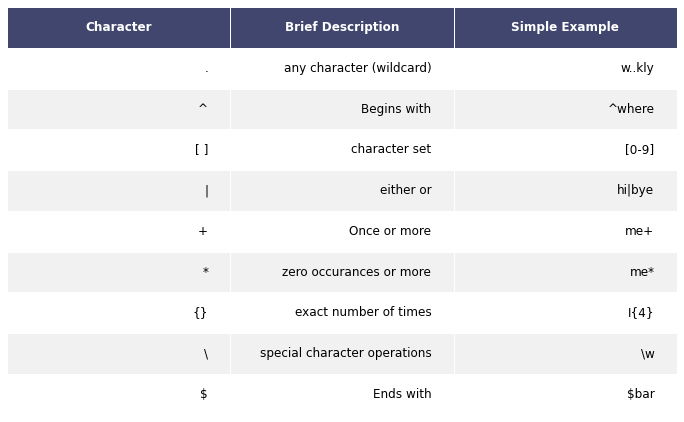 Character Brief Description Simple Example
. any character (wildcard) w..kly
^ Begins with ^where
[ ] character set [0-9]
| either or hi|bye
+ Once or more me+
* zero occurances or more me*
{} exact number of times l{4}
\ special character operations \w
$ Ends with $bar